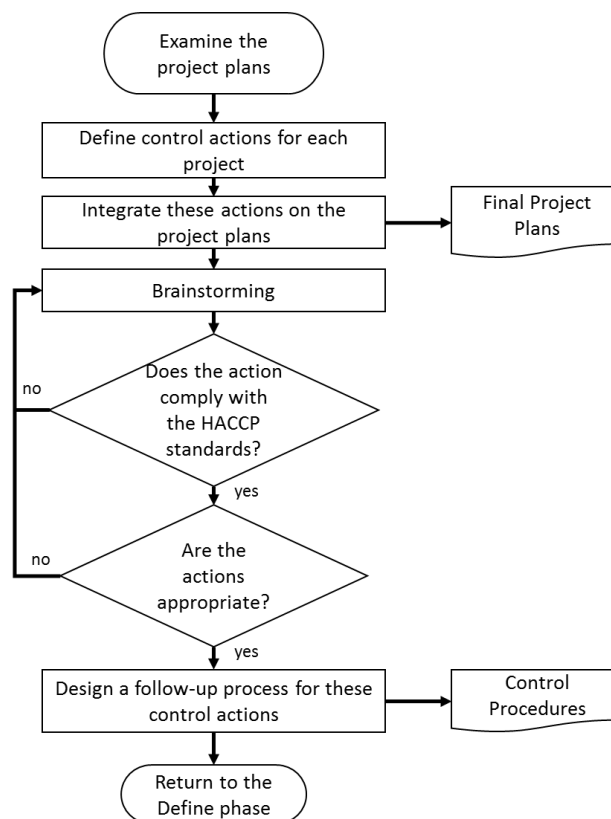 Examine the
project plans
Define control actions for each
project
Integrate these actions on the
project plans
Final Project
Plans
Brainstorming
Does the action
comply with
the HACCP
standards?
no
yes
Are the
actions
appropriate?
no
yes
Design a follow-up process for these
control actions
Control
Procedures
Return to the
Define phase